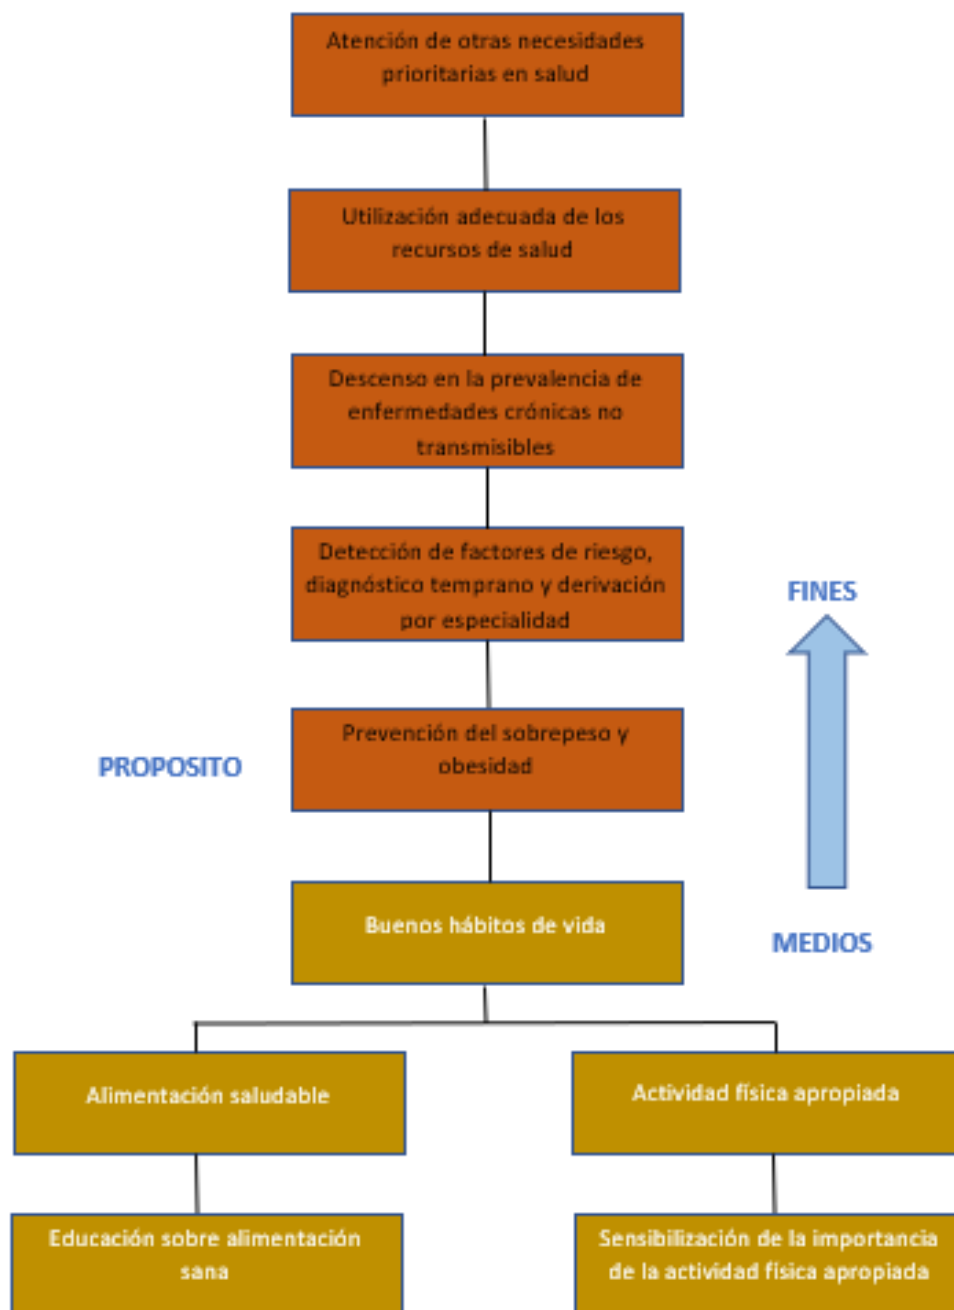 Atención de otras necesidades
prioritarias en salud
Utilización adecuada de los
recursos de salud
Descenso en la prevalencia de
enfermedades crónicas no
transmisibles
Detección de factores de riesgo,
diagnóstico temprano y derivación
por especialidad
FINES
Prevención del sobrepeso y
obesidad
PROPOSITO
Buenos hábitos de vida
MEDIOS
Alimentación saludable
Actividad física apropiada
Educación sobre alimentación
sana
Sensibilización de la importancia
de la actividad física apropiada